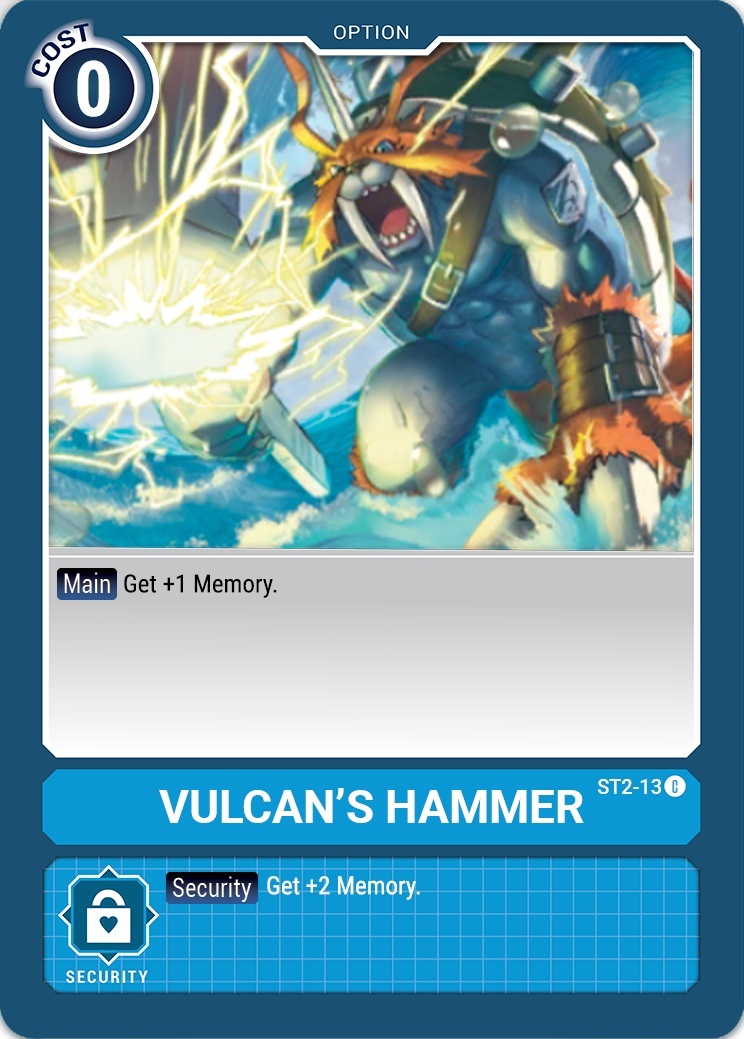 OPTION
COST
0
Main Get +1 Memory.
ST2-13 C
VULCAN'S HAMMER
Security Get +2 Memory.
SECURITY